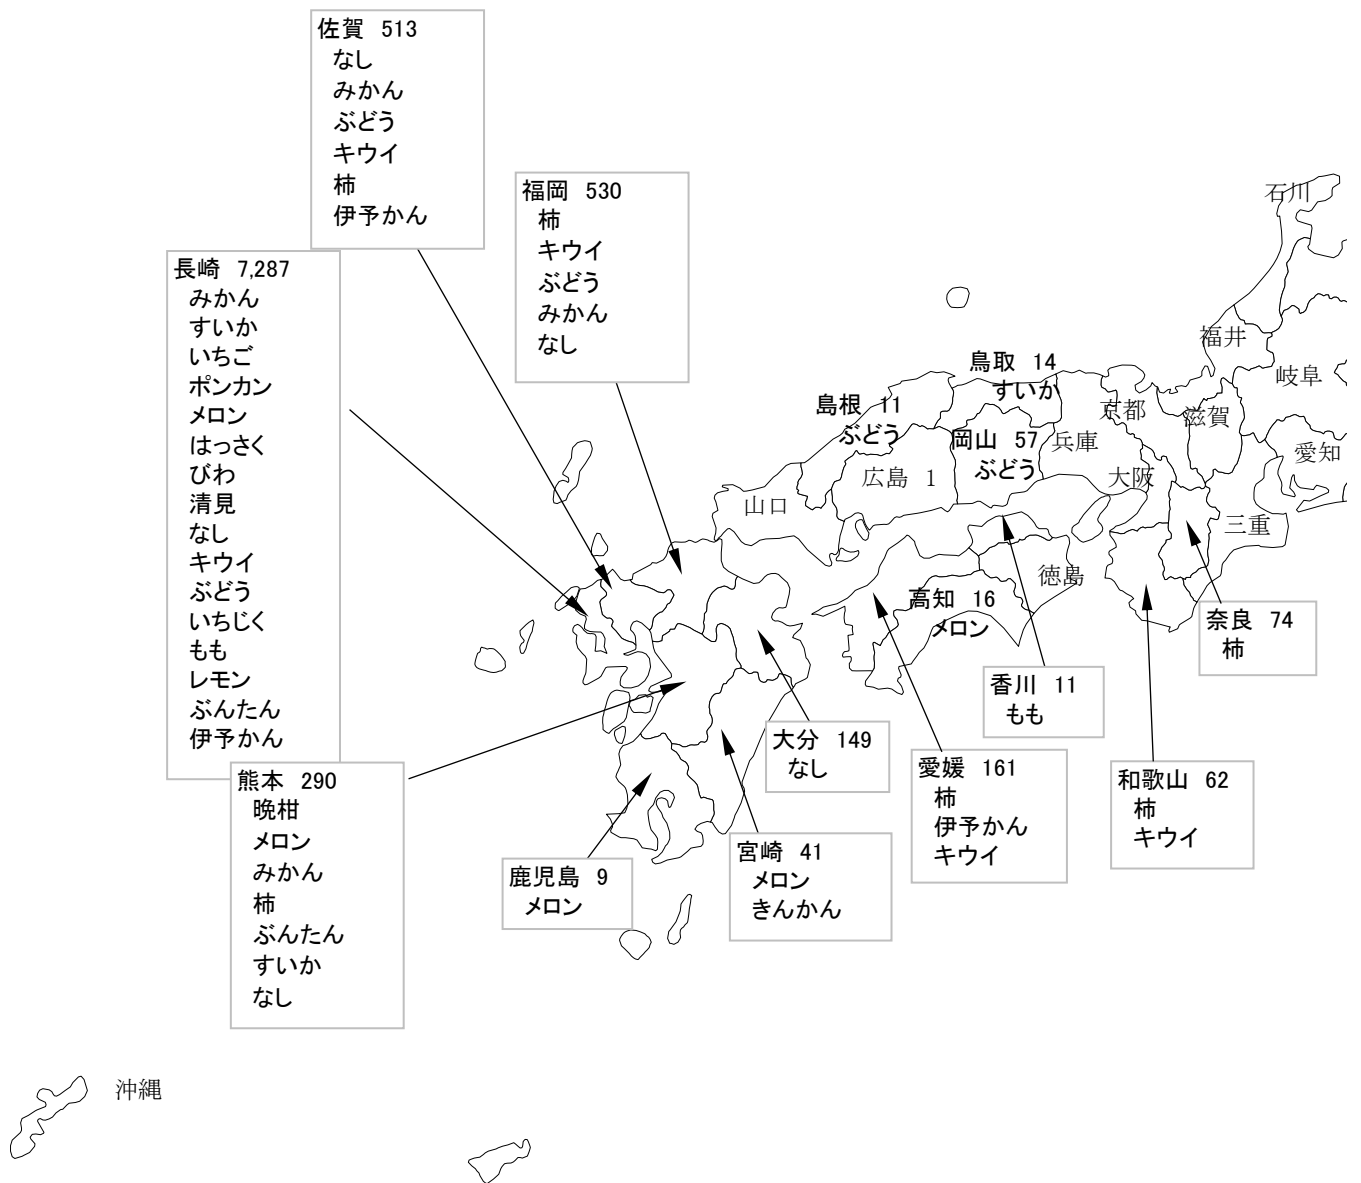 佐賀 513
なし
みかん
ぶどう
キウイ
柿
伊予かん
福岡 530
柿
キウイ
ぶどう
みかん
なし
長崎 7,287
みかん
すいか
いちご
ポンカン
メロン
はっさく
びわ
清見
なし
キウイ
ぶどう
いちじく
もも
レモン
ぶんたん
伊予かん
熊本 290
晩柑
メロン
みかん
柿
ぶんたん
すいか
なし
石川
福井
岐阜
鳥取 14
すいか
島根 11
ぶどう
京都
滋賀
岡山 57
ぶどう
兵庫
愛知
広島 1
大阪
山口
三重
徳島
高知 16
メロン
奈良 74
柿
香川 11
もも
大分 149
なし
愛媛 161
柿
伊予かん
キウイ
和歌山 62
柿
キウイ
宮崎 41
メロン
きんかん
鹿児島 9
メロン
沖縄